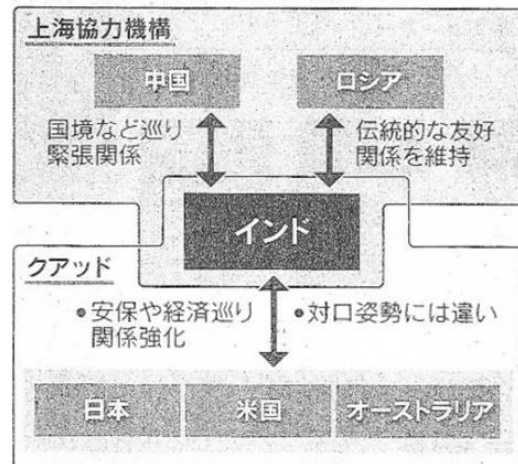 上海協力機構
中国
ロシア
国境など巡り
緊張関係
伝統的な友好
関係を維持
インド
クアッド
•安保や経済巡り
関係強化
•対ロ姿勢には違い
日本
米国
オーストラリア